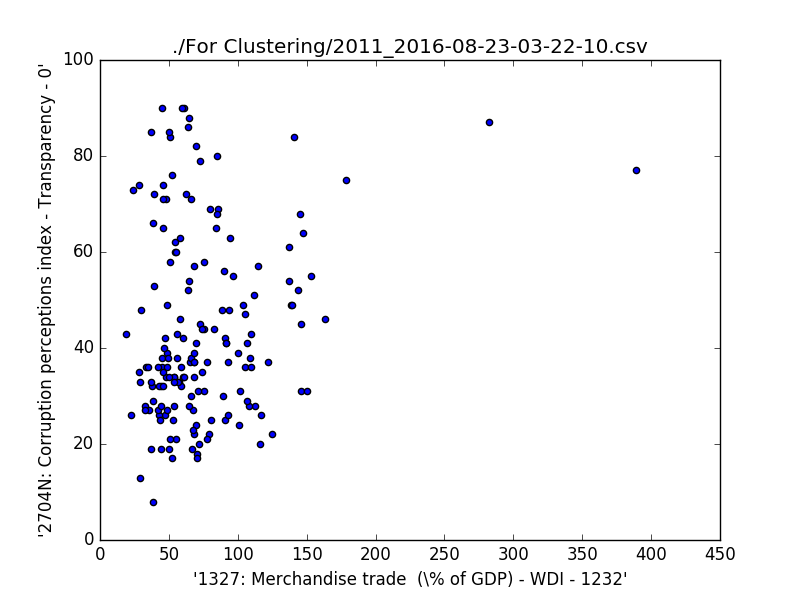 ./For Clustering/2011_2016-08-23-03-22-10.csv
'2704N: Corruption perceptions index - Transparency - 0'
100
80
60
40
20
0
0 50 100 150 200 250 300 350 400 450
'1327: Merchandise trade (\% of GDP) - WDI - 1232'